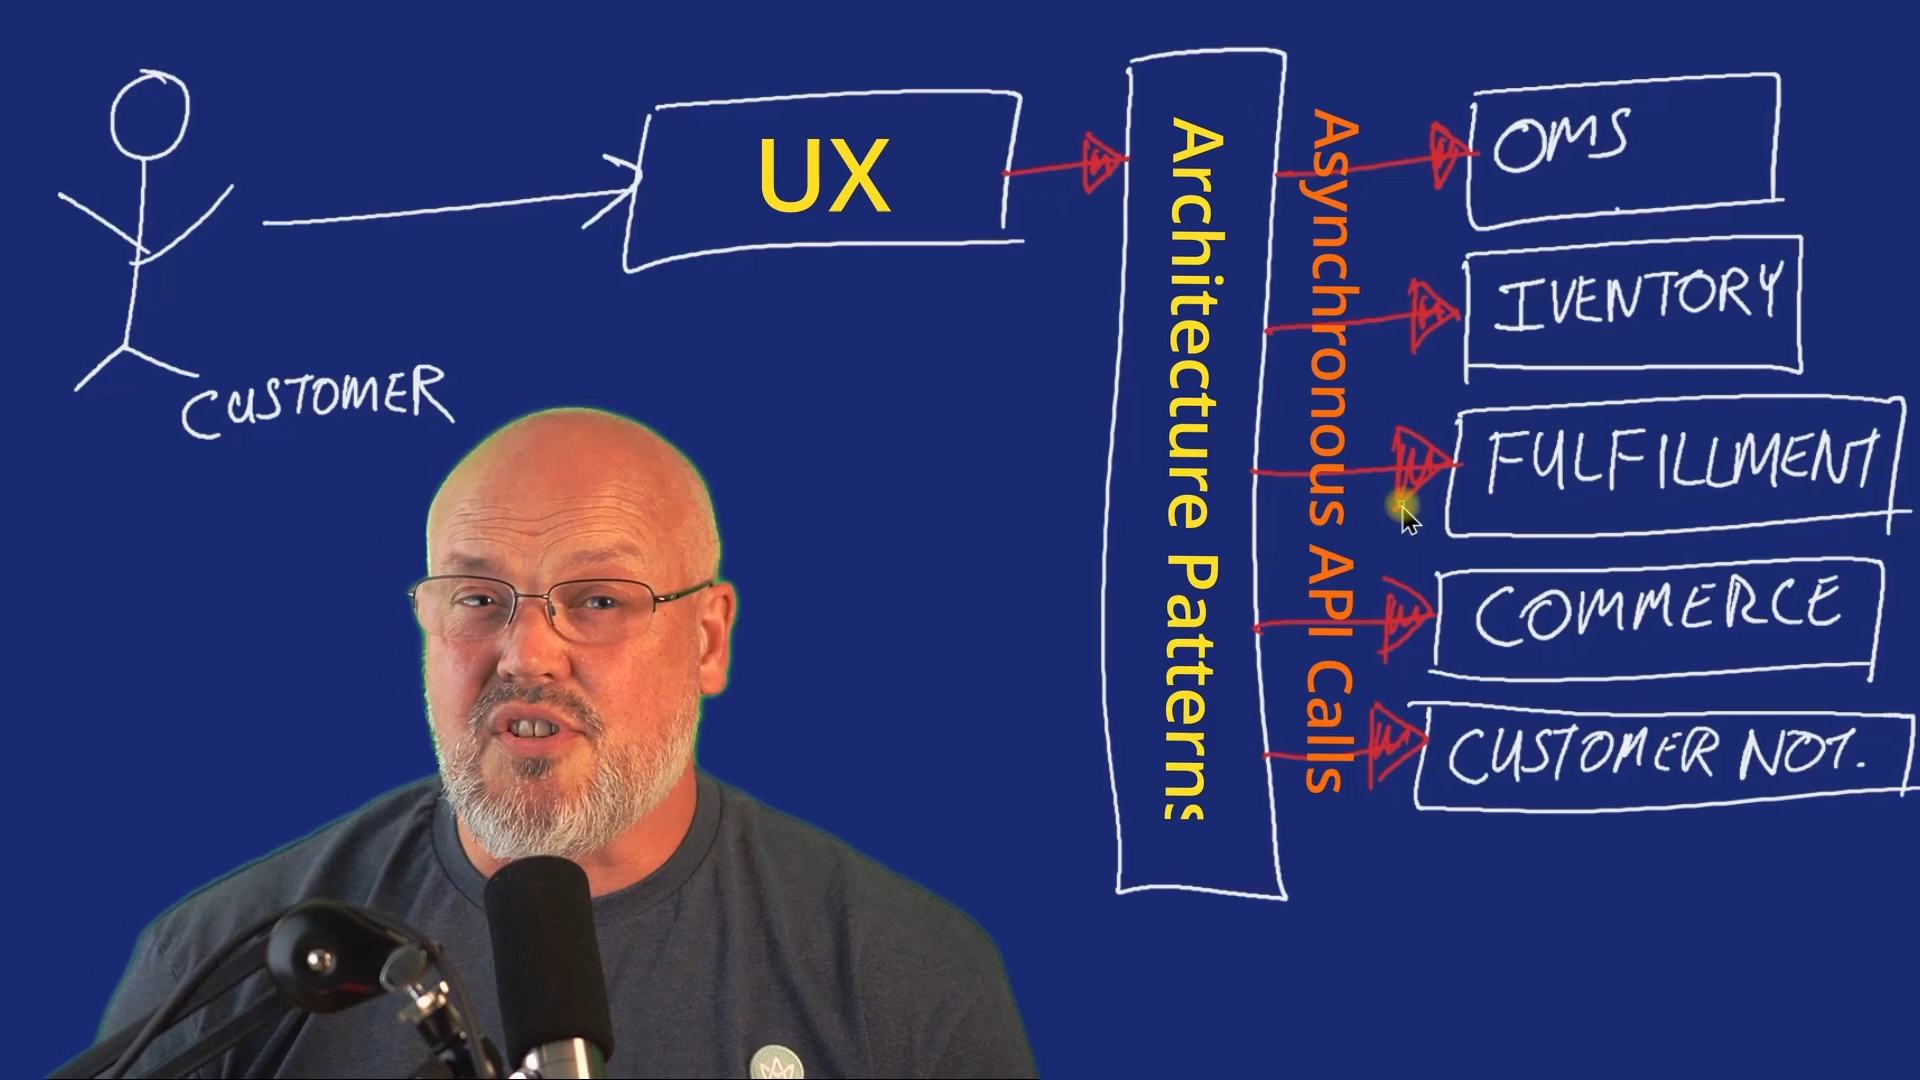 CUSTOMER
UX
Architecture Patterns
Asynchronous API Calls
OMS
IVENTORY
FULFILLMENT
COMMERCE
CUSTOMER NOT.